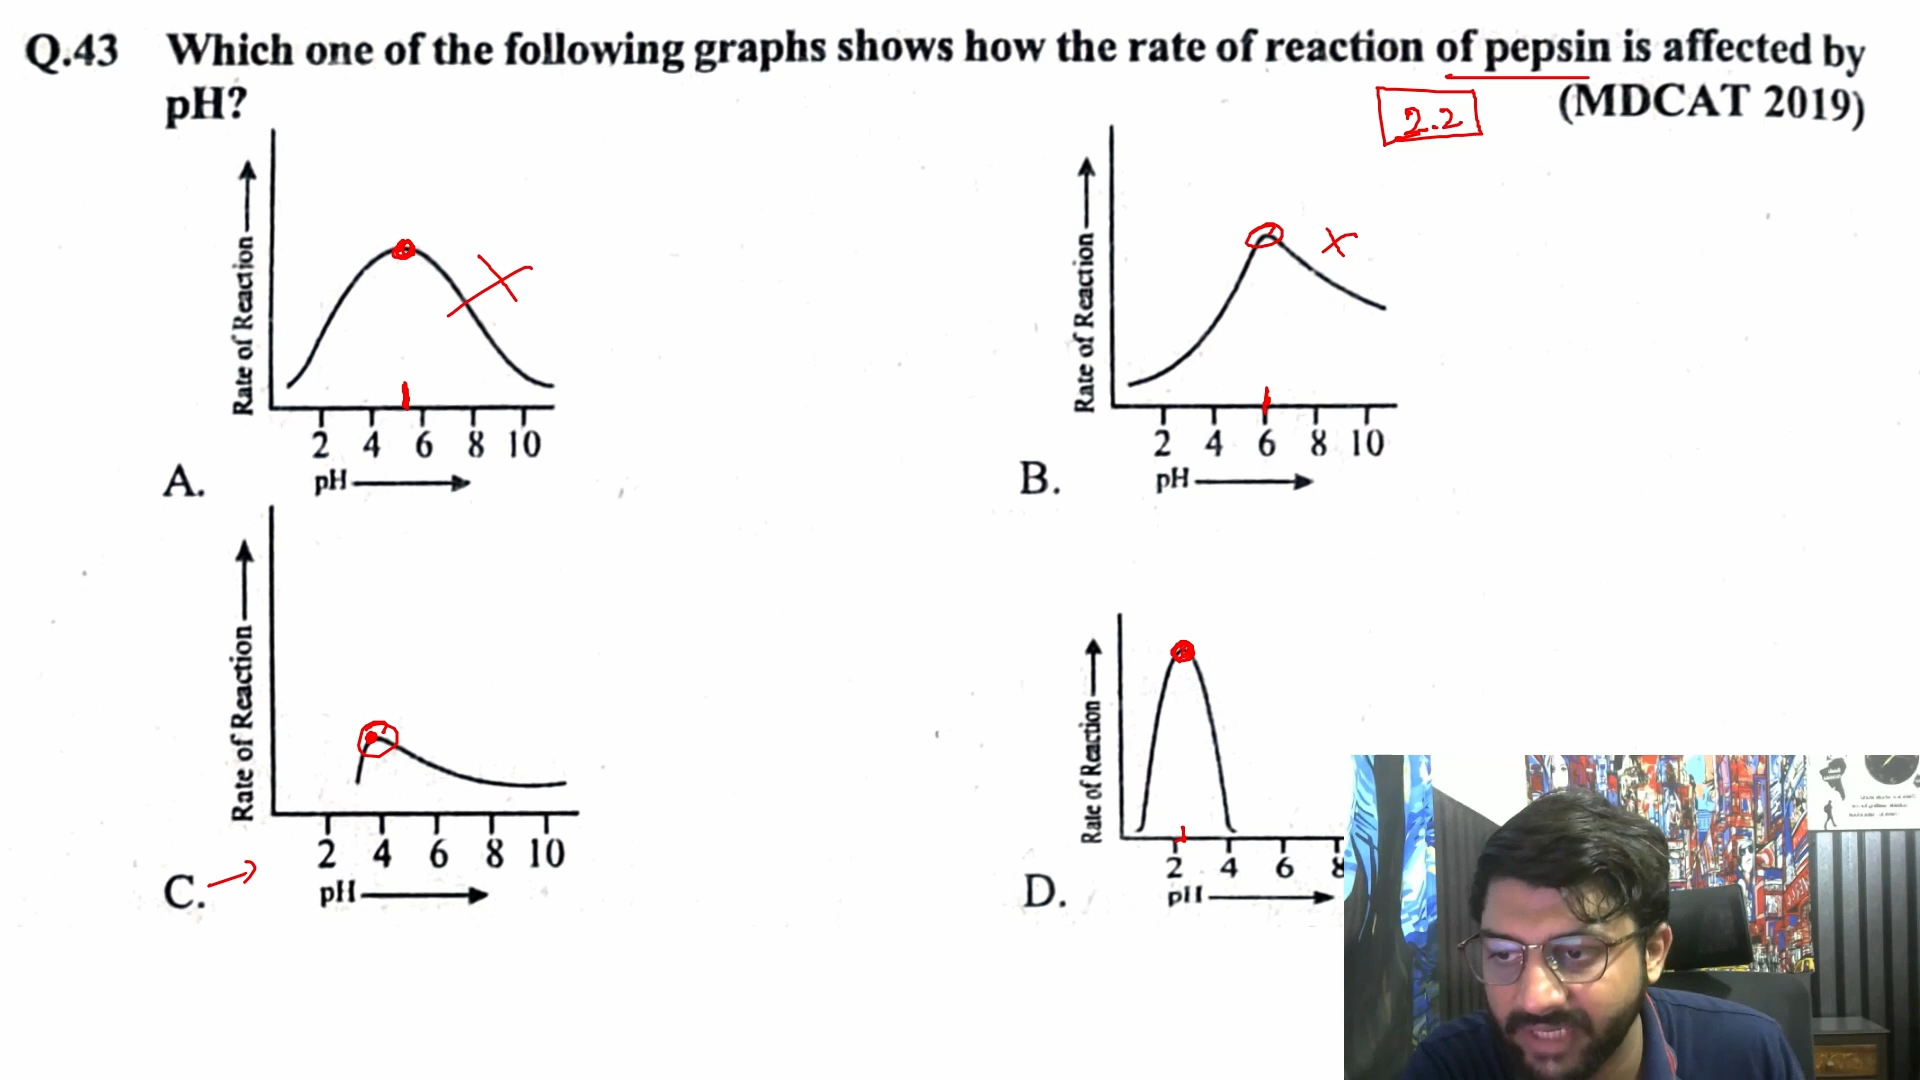 Q.43 Which one of the following graphs shows how the rate of reaction of pepsin is affected by
pH? (MDCAT 2019)
2.2
Rate of Reaction
2 4 6 8 10
pH
A.
Rate of Reaction
2 4 6 8 10
pH
B.
Rate of Reaction
2 4 6 8 10
pH
C.
Rate of Reaction
2 4 6 8
pH
D.